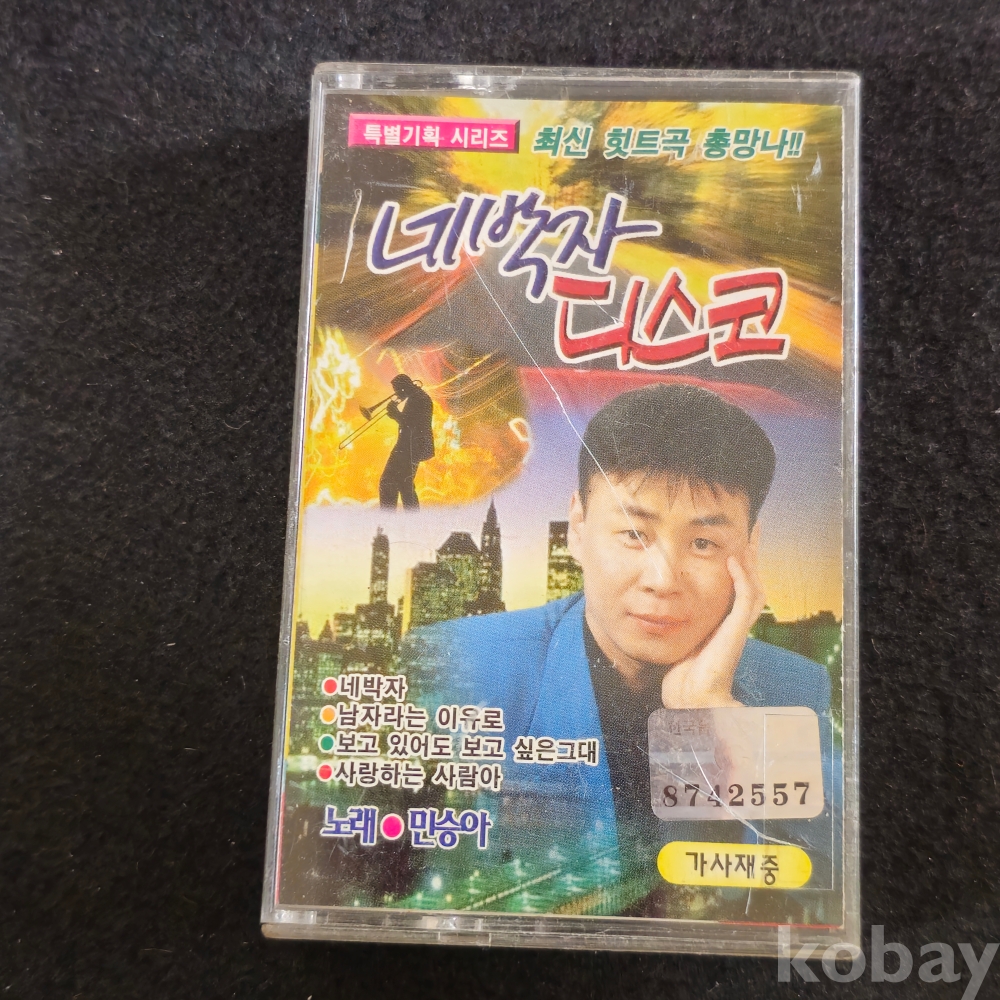 특별기획 시리즈
최신 힛트곡 총망나!!
네박자
디스코
●네박자
●남자라는 이유로
●보고 있어도 보고 싶은그대
●사랑하는 사람아
노래●민승아
8742557
가사재중
kobay